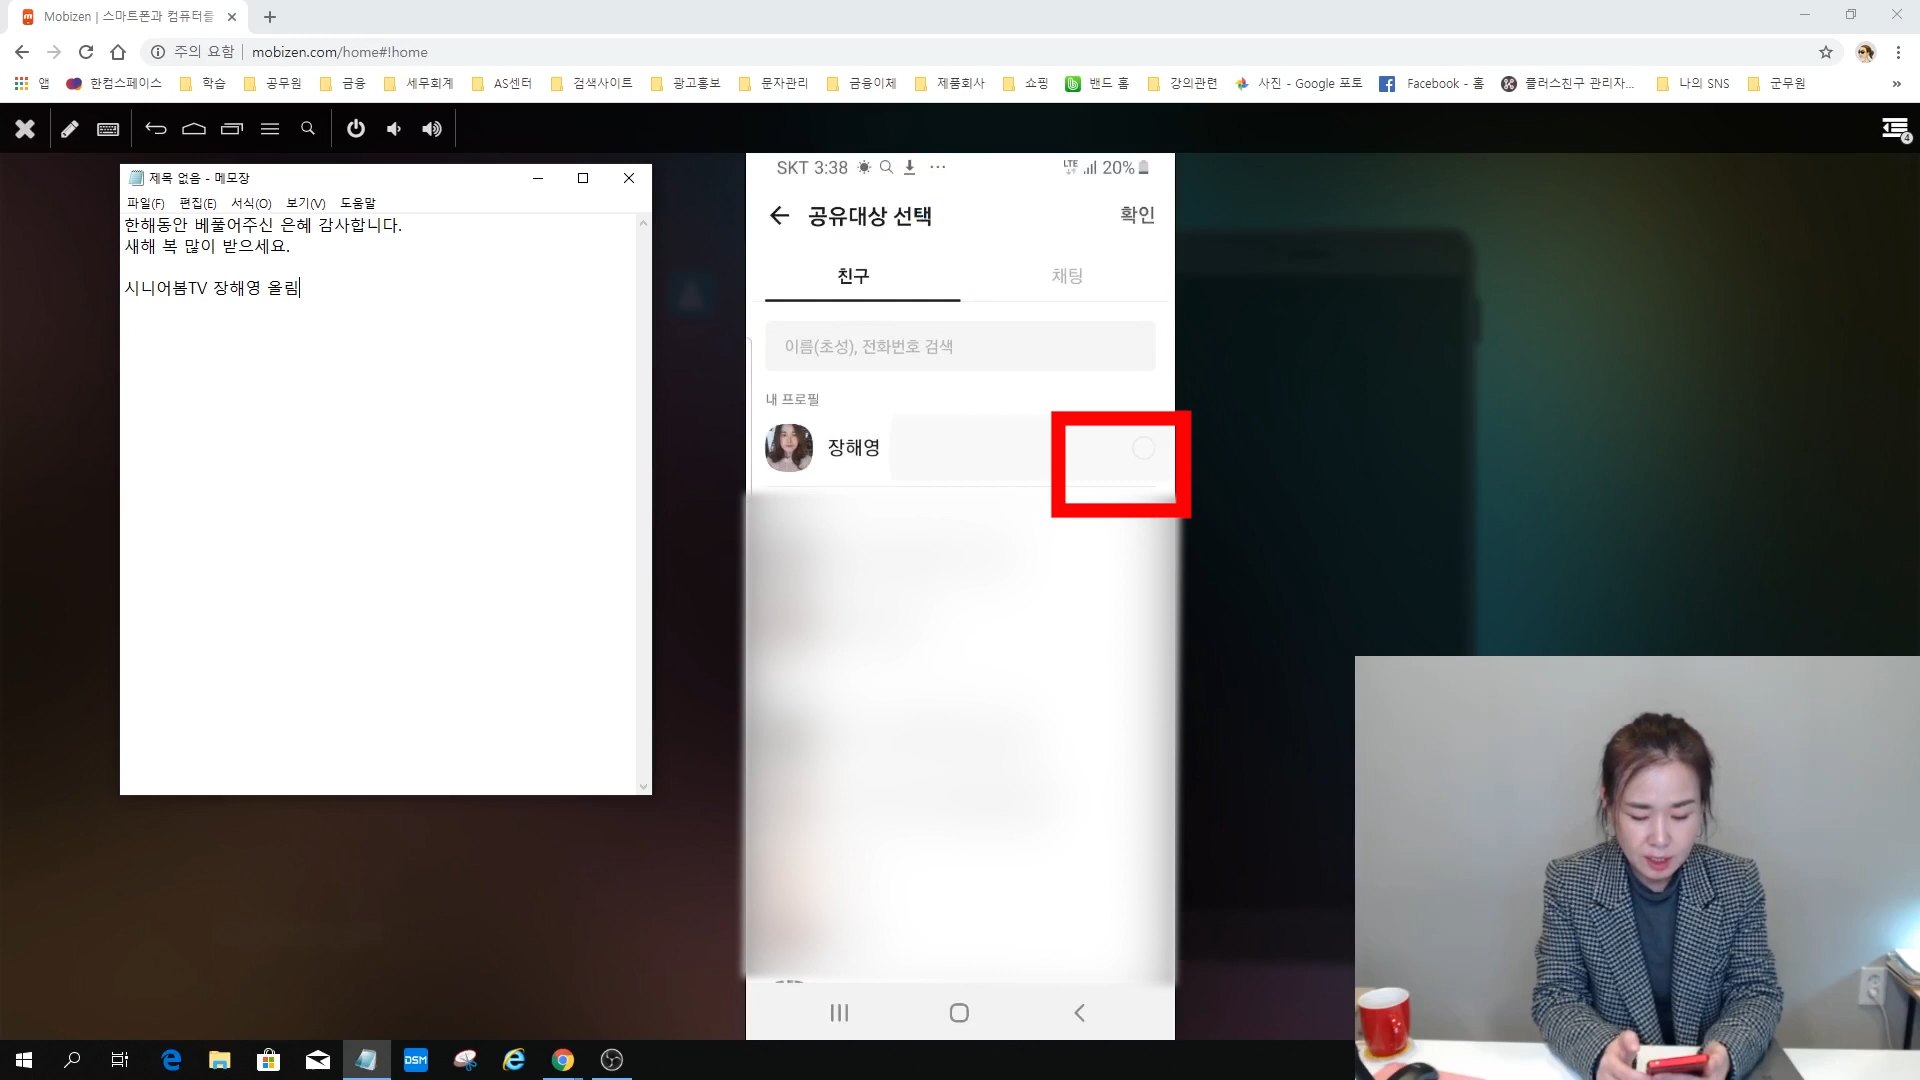 Mobizen | 스마트폰과 컴퓨터를
주의 요함 mobizen.com/home#!home
앱 한컴스페이스 학습 공무원 금융 세무회계 AS센터 검색사이트 광고홍보 문자관리 금융이체 제품회사 쇼핑 밴드 홈 강의관련 사진 - Google 포토 Facebook - 홈 플러스친구 관리자... 나의 SNS 군무원 »
4
제목 없음 - 메모장
파일(F) 편집(E) 서식(O) 보기(V) 도움말
한해동안 베풀어주신 은혜 감사합니다.
새해 복 많이 받으세요.
시니어봄TV 장해영 올림
SKT 3:38 LTE 20%
공유대상 선택 확인
친구 채팅
이름(초성), 전화번호 검색
내 프로필
장해영
DSM